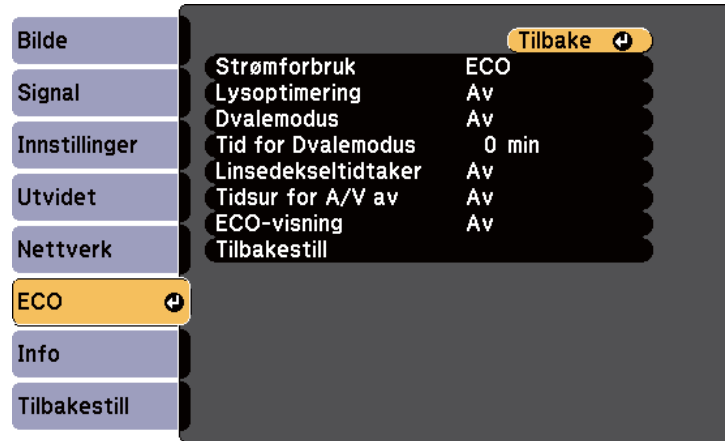 Bilde
Signal
Innstillinger
Utvidet
Nettverk
ECO
Info
Tilbakestill
Tilbake
Strømforbruk ECO
Lysoptimering Av
Dvalemodus Av
Tid for Dvalemodus 0 min
Linsedekseltidtaker Av
Tidsur for A/V av Av
ECO-visning Av
Tilbakestill